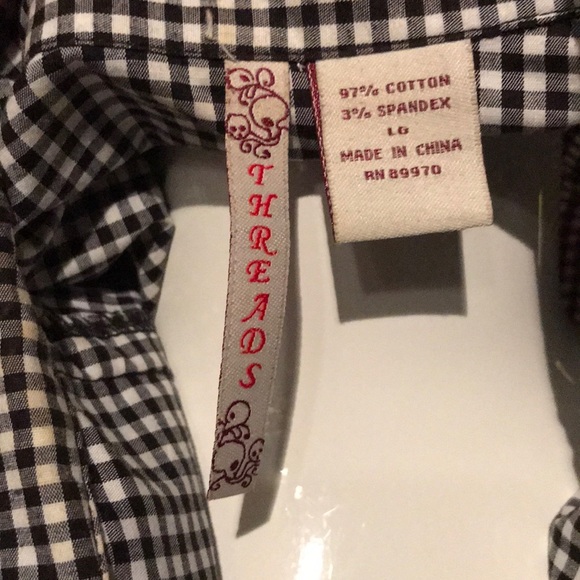 THREADS
97% COTTON
3% SPANDEX
LG
MADE IN CHINA
RN 89970